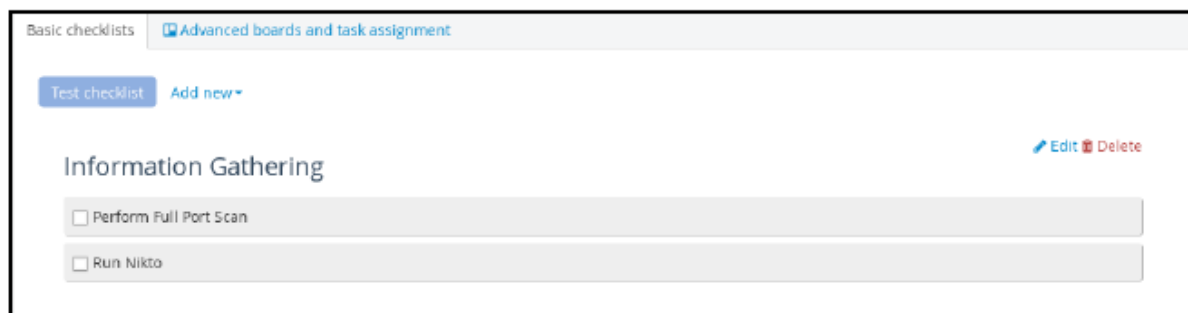 Basic checklists
Advanced boards and task assignment
Test checklist
Add new
Edit Delete
Information Gathering
Perform Full Port Scan
Run Nikto